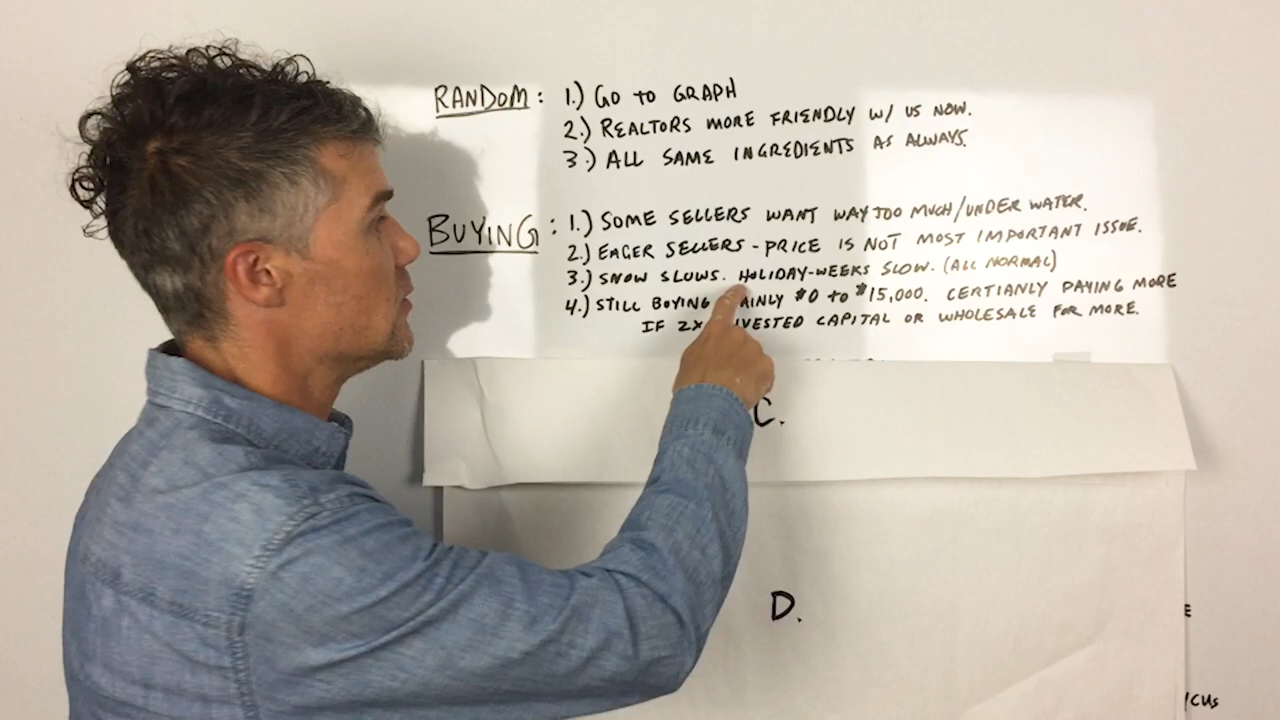 RANDOM: 1.) GO TO GRAPH
2.) REALTORS MORE FRIENDLY W/ US NOW.
3.) ALL SAME INGREDIENTS AS ALWAYS.
BUYING: 1.) SOME SELLERS WANT WAY TOO MUCH/UNDER WATER.
2.) EAGER SELLERS - PRICE IS NOT MOST IMPORTANT ISSUE.
3.) SNOW SLOWS. HOLIDAY-WEEKS SLOW. (ALL NORMAL)
4.) STILL BUYING AINLY $0 TO $15,000. CERTIANLY PAYING MORE
IF 2X VESTED CAPITAL OR WHOLESALE FOR MORE.
C.
D.
E
CUS